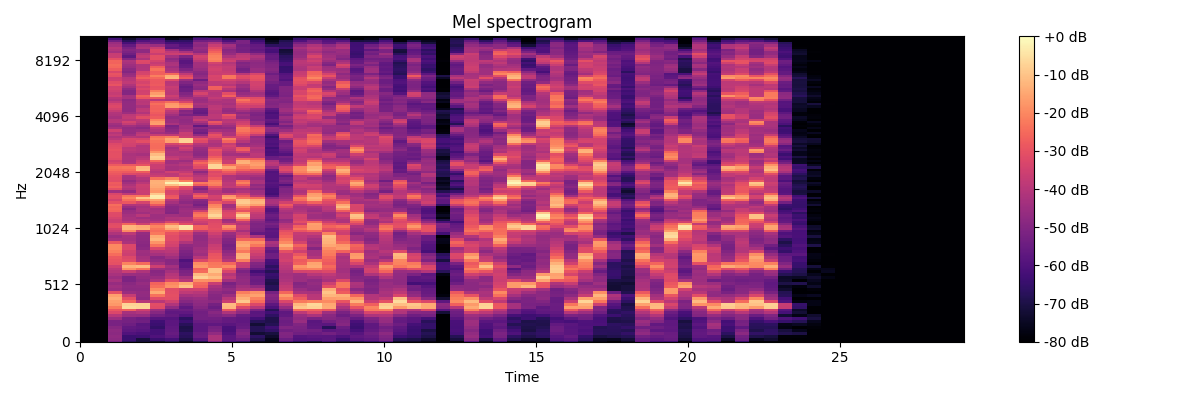 Mel spectrogram
8192
4096
2048
1024
512
0
Hz
0 5 10 15 20 25
Time
+0 dB
-10 dB
-20 dB
-30 dB
-40 dB
-50 dB
-60 dB
-70 dB
-80 dB